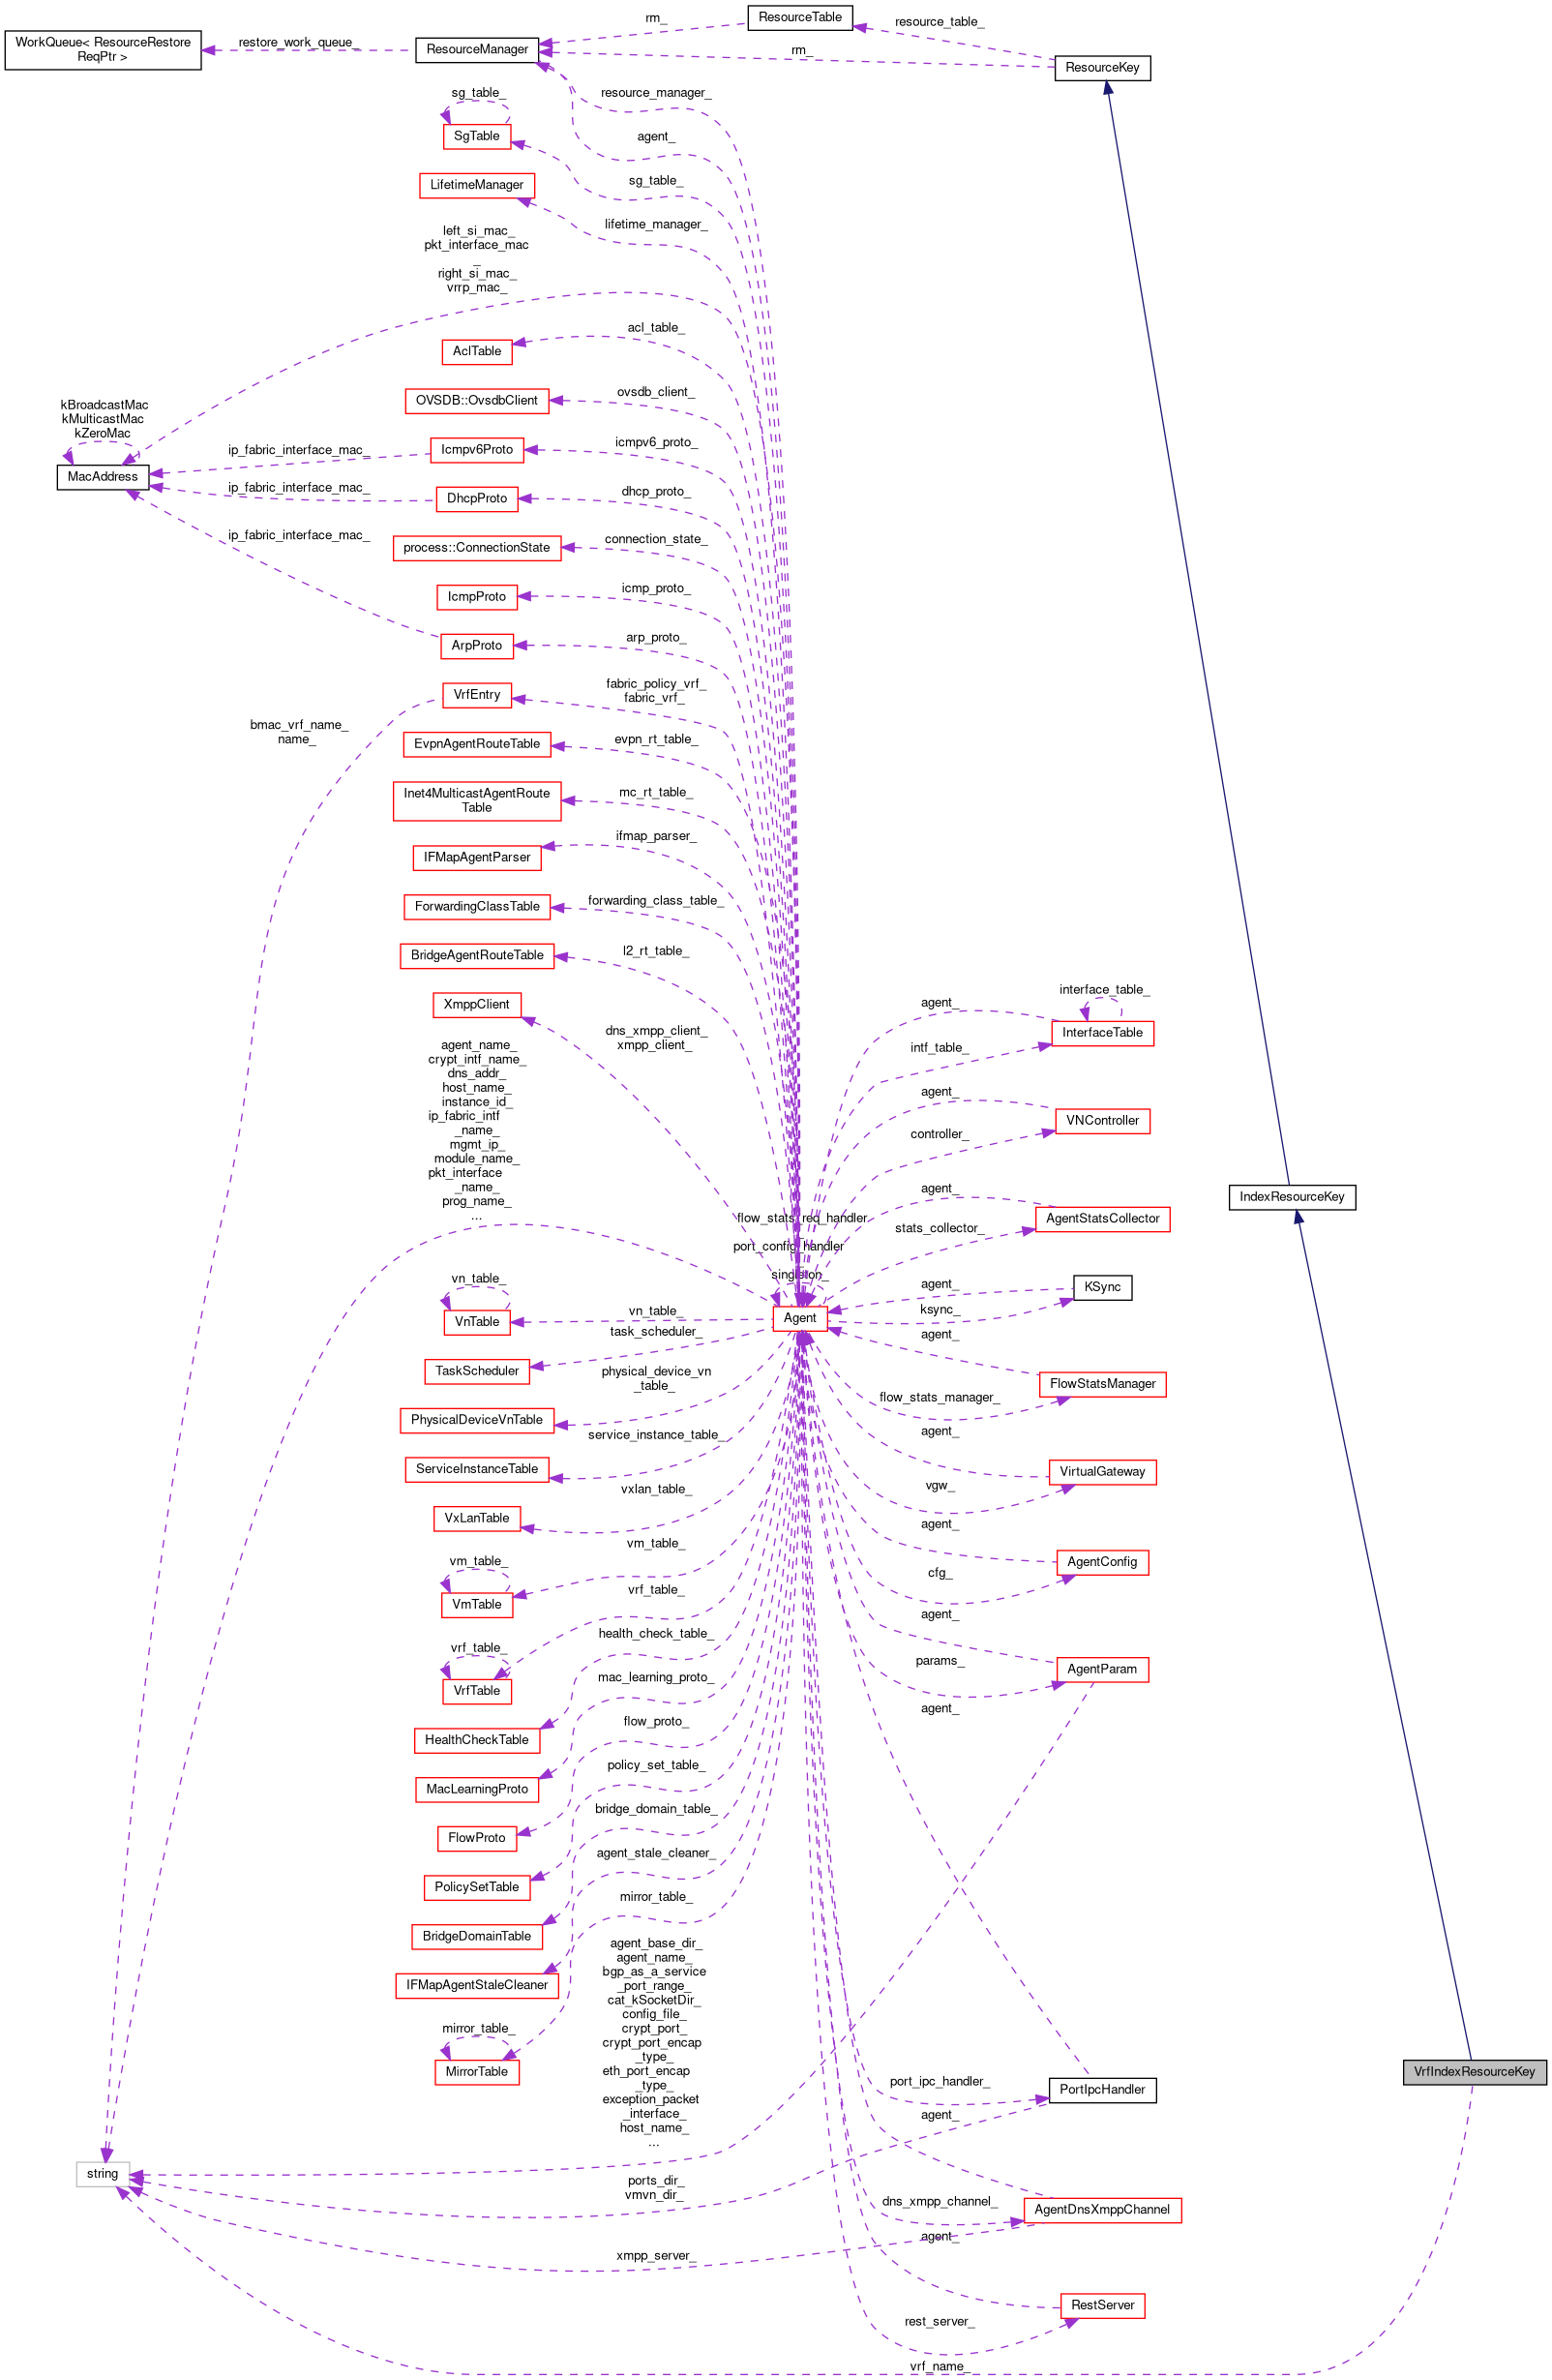 ResourceTable
rm_
resource_table_
WorkQueue< ResourceRestore
ReqPtr >
restore_work_queue_
ResourceManager
rm_
ResourceKey
sg_table_
resource_manager_
SgTable
agent_
LifetimeManager
sg_table_
lifetime_manager_
left_si_mac_
pkt_interface_mac
_
right_si_mac_
vrrp_mac_
acl_table_
AclTable
ovsdb_client_
OVSDB::OvsdbClient
kBroadcastMac
kMulticastMac
kZeroMac
MacAddress
ip_fabric_interface_mac_
Icmpv6Proto
icmpv6_proto_
ip_fabric_interface_mac_
DhcpProto
dhcp_proto_
ip_fabric_interface_mac_
process::ConnectionState
connection_state_
IcmpProto
icmp_proto_
ArpProto
arp_proto_
VrfEntry
fabric_policy_vrf_
fabric_vrf_
bmac_vrf_name_
name_
EvpnAgentRouteTable
evpn_rt_table_
Inet4MulticastAgentRoute
Table
mc_rt_table_
IFMapAgentParser
ifmap_parser_
ForwardingClassTable
forwarding_class_table_
BridgeAgentRouteTable
l2_rt_table_
XmppClient
dns_xmpp_client_
xmpp_client_
agent_
interface_table_
InterfaceTable
intf_table_
agent_name_
crypt_intf_name_
dns_addr_
host_name_
instance_id_
ip_fabric_intf
_name_
mgmt_ip_
module_name_
pkt_interface
_name_
prog_name_
...
agent_
VNController
controller_
agent_
AgentStatsCollector
stats_collector_
IndexResourceKey
flow_stats_req_handler
_
port_config_handler
_
singleton_
Agent
agent_
KSync
ksync_
vn_table_
VnTable
vn_table_
task_scheduler_
TaskScheduler
agent_
FlowStatsManager
flow_stats_manager_
physical_device_vn
_table_
PhysicalDeviceVnTable
service_instance_table_
ServiceInstanceTable
agent_
VirtualGateway
vgw_
vxlan_table_
VxLanTable
agent_
AgentConfig
cfg_
vm_table_
vm_table_
VmTable
vrf_table_
agent_
AgentParam
params_
vrf_table_
VrfTable
health_check_table_
HealthCheckTable
mac_learning_proto_
MacLearningProto
agent_
flow_proto_
FlowProto
policy_set_table_
PolicySetTable
bridge_domain_table_
BridgeDomainTable
agent_stale_cleaner_
IFMapAgentStaleCleaner
mirror_table_
mirror_table_
MirrorTable
agent_base_dir_
agent_name_
bgp_as_a_service
_port_range_
cat_kSocketDir_
config_file_
crypt_port_
crypt_port_encap
_type_
eth_port_encap
_type_
exception_packet
_interface_
host_name_
...
VrfIndexResourceKey
port_ipc_handler_
PortIpcHandler
agent_
string
ports_dir_
vmvn_dir_
dns_xmpp_channel_
AgentDnsXmppChannel
agent_
xmpp_server_
RestServer
rest_server_
vrf_name_